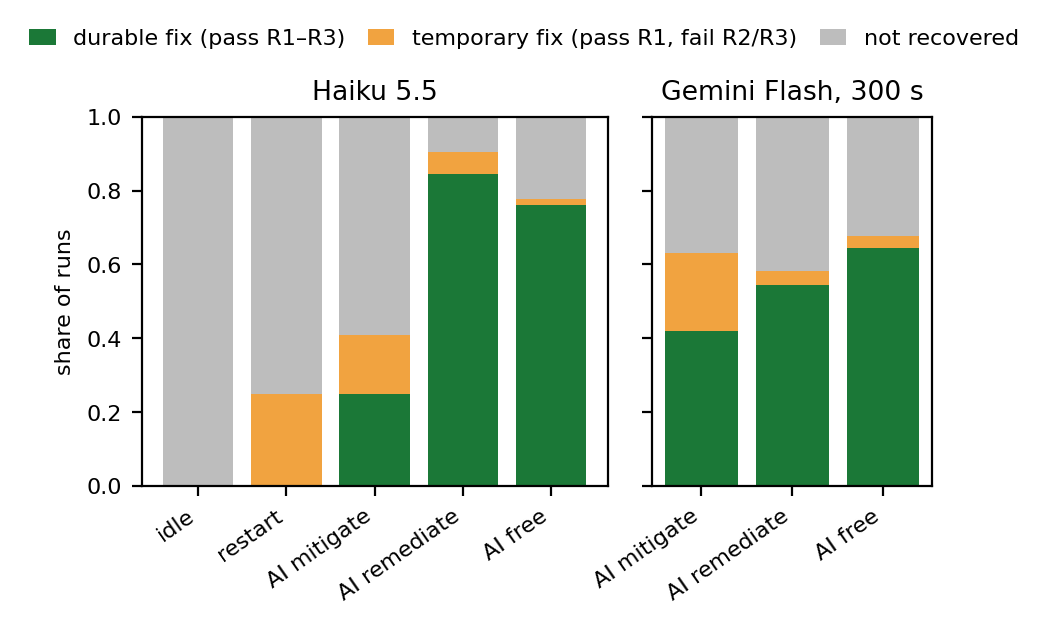 durable fix (pass R1–R3) temporary fix (pass R1, fail R2/R3) not recovered
Haiku 5.5 Gemini Flash, 300 s
share of runs
1.0
0.8
0.6
0.4
0.2
0.0
idle restart AI mitigate AI remediate AI free
AI mitigate AI remediate AI free